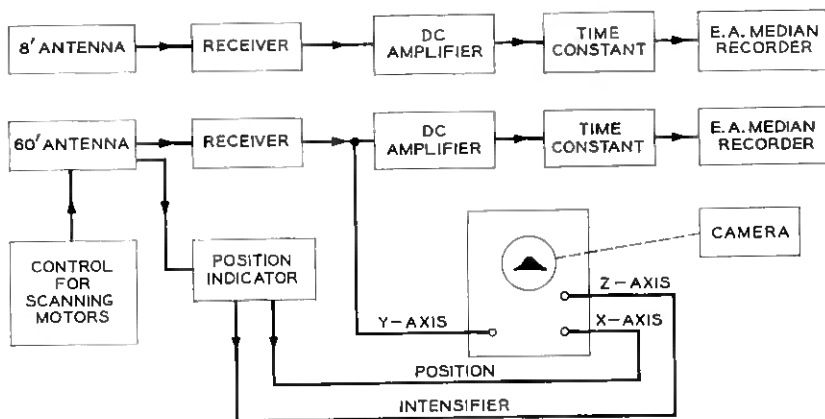 8' ANTENNA
RECEIVER
DC
AMPLIFIER
TIME
CONSTANT
E.A. MEDIAN
RECORDER
60' ANTENNA
RECEIVER
DC
AMPLIFIER
TIME
CONSTANT
E.A. MEDIAN
RECORDER
CONTROL
FOR
SCANNING
MOTORS
POSITION
INDICATOR
CAMERA
Z-AXIS
Y-AXIS
X-AXIS
POSITION
INTENSIFIER